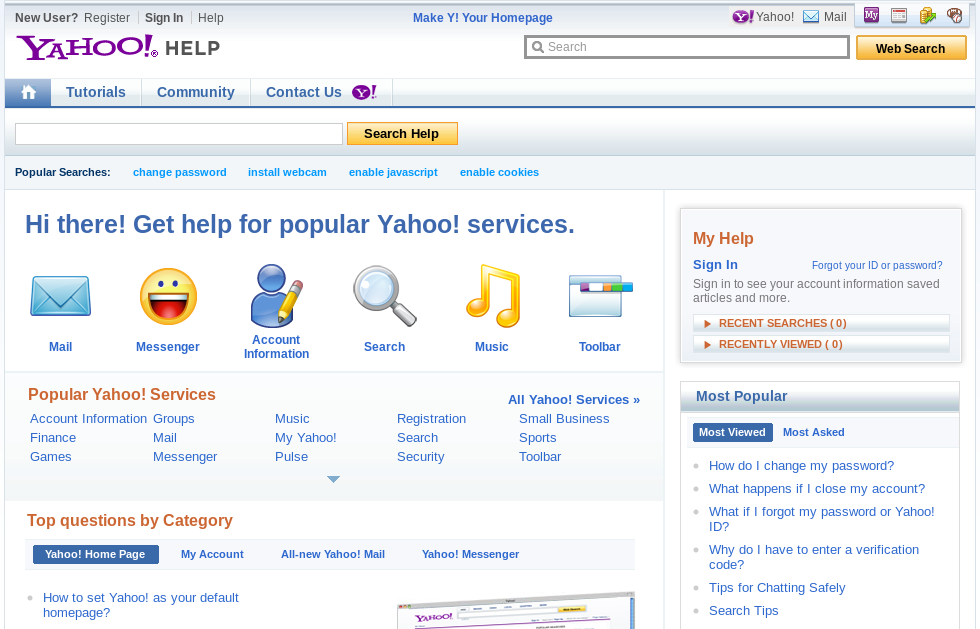 New User? Register Sign In Help Make Y! Your Homepage Y! Yahoo! Mail My
YAHOO!® HELP Search Web Search
Tutorials Community Contact Us Y!
Search Help
Popular Searches: change password install webcam enable javascript enable cookies
Hi there! Get help for popular Yahoo! services.
Mail Messenger Account Information Search Music Toolbar
Popular Yahoo! Services All Yahoo! Services »
Account Information Groups Music Registration Small Business
Finance Mail My Yahoo! Search Sports
Games Messenger Pulse Security Toolbar
Top questions by Category
Yahoo! Home Page My Account All-new Yahoo! Mail Yahoo! Messenger
How to set Yahoo! as your default
homepage?
YAHOO!
My Help
Sign In Forgot your ID or password?
Sign in to see your account information saved
articles and more.
RECENT SEARCHES ( 0)
RECENTLY VIEWED ( 0)
Most Popular
Most Viewed Most Asked
How do I change my password?
What happens if I close my account?
What if I forgot my password or Yahoo!
ID?
Why do I have to enter a verification
code?
Tips for Chatting Safely
Search Tips